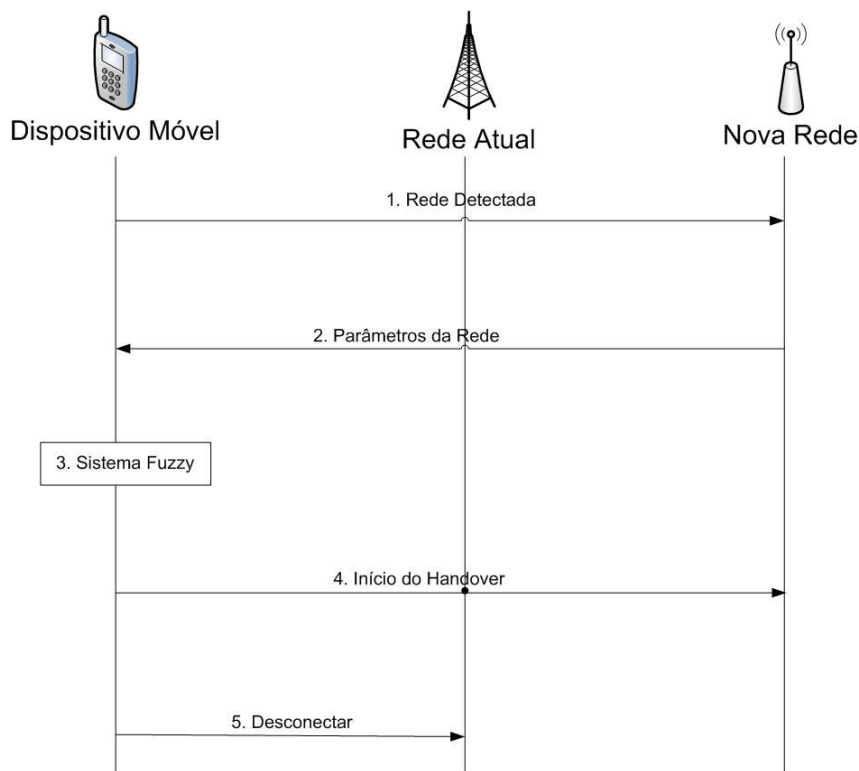 Dispositivo Móvel
Rede Atual
Nova Rede
1. Rede Detectada
2. Parâmetros da Rede
3. Sistema Fuzzy
4. Início do Handover
5. Desconectar